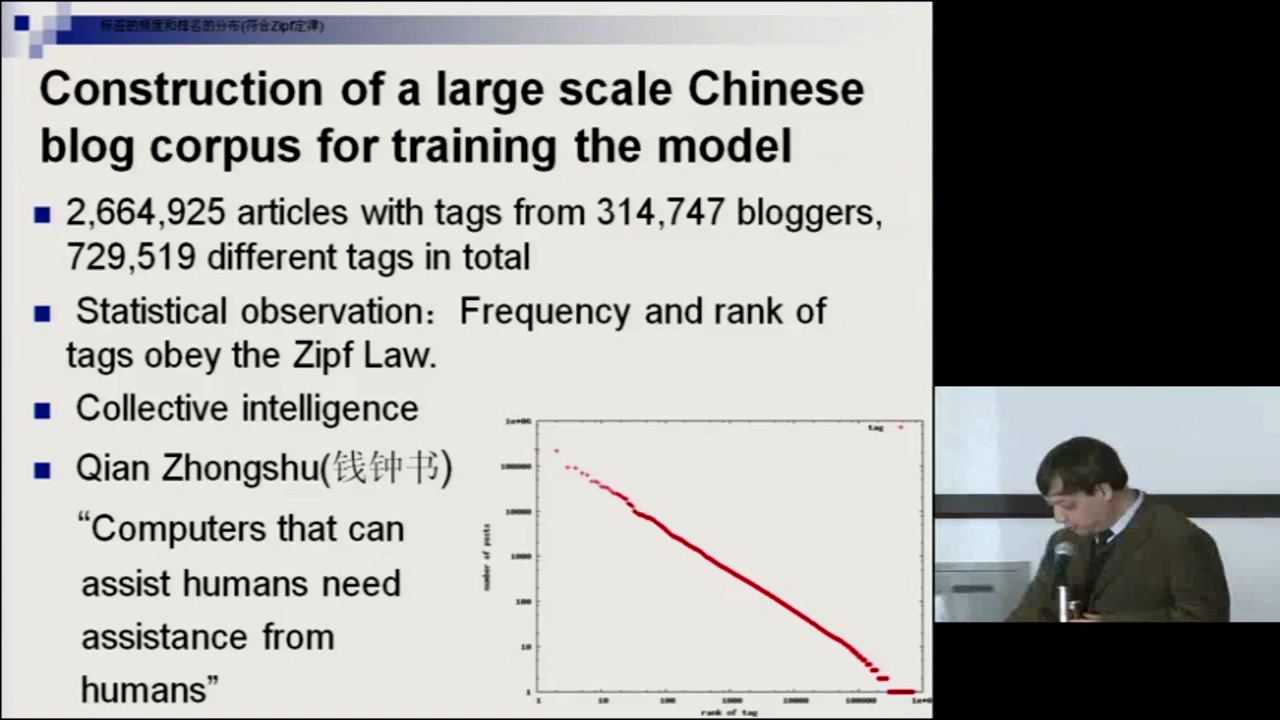 标签的频度和排名的分布(符合Zipf定律)
Construction of a large scale Chinese
blog corpus for training the model
2,664,925 articles with tags from 314,747 bloggers,
729,519 different tags in total
Statistical observation： Frequency and rank of
tags obey the Zipf Law.
Collective intelligence
Qian Zhongshu(钱钟书)
“Computers that can
assist humans need
assistance from
humans”
tag
1e+06
100000
10000
1000
100
10
1
number of posts
1 10 100 1000 10000 100000 1e+0
rank of tag